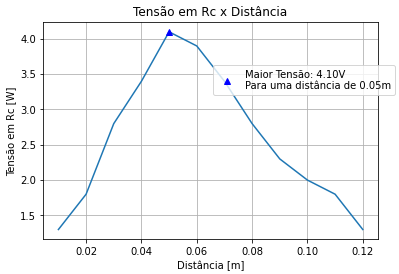 Tensão em Rc x Distância
4.0
3.5
3.0
2.5
2.0
1.5
Tensão em Rc [W]
Maior Tensão: 4.10V
Para uma distância de 0.05m
0.02 0.04 0.06 0.08 0.10 0.12
Distância [m]